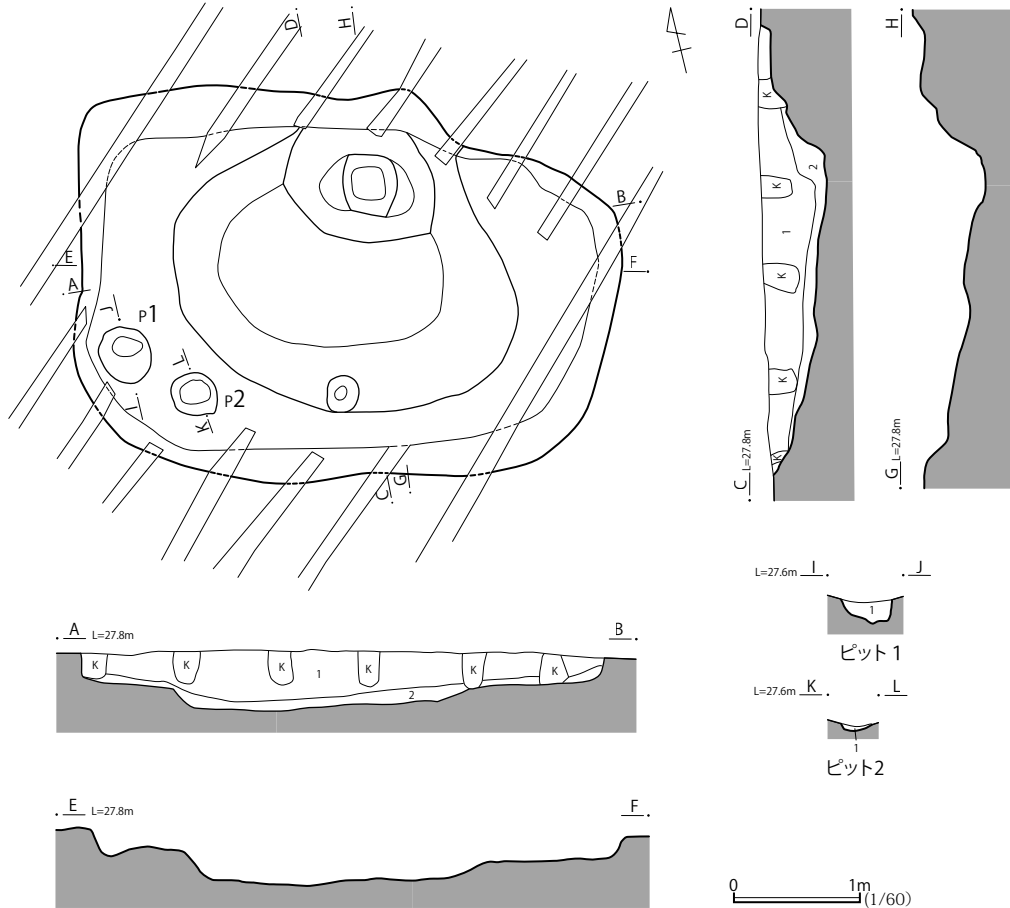 D
H
B
F
E
A
J
P1
L
I
P2
K
C
G
D
K
2
K
1
K
K
K
C L=27.8m
H
G L=27.8m
A L=27.8m
B
K
K
K
1
K
K
K
2
E L=27.8m
F
L=27.6m I
J
1
ピット 1
L=27.6m K
L
1
ピット2
0
1m
(1/60)